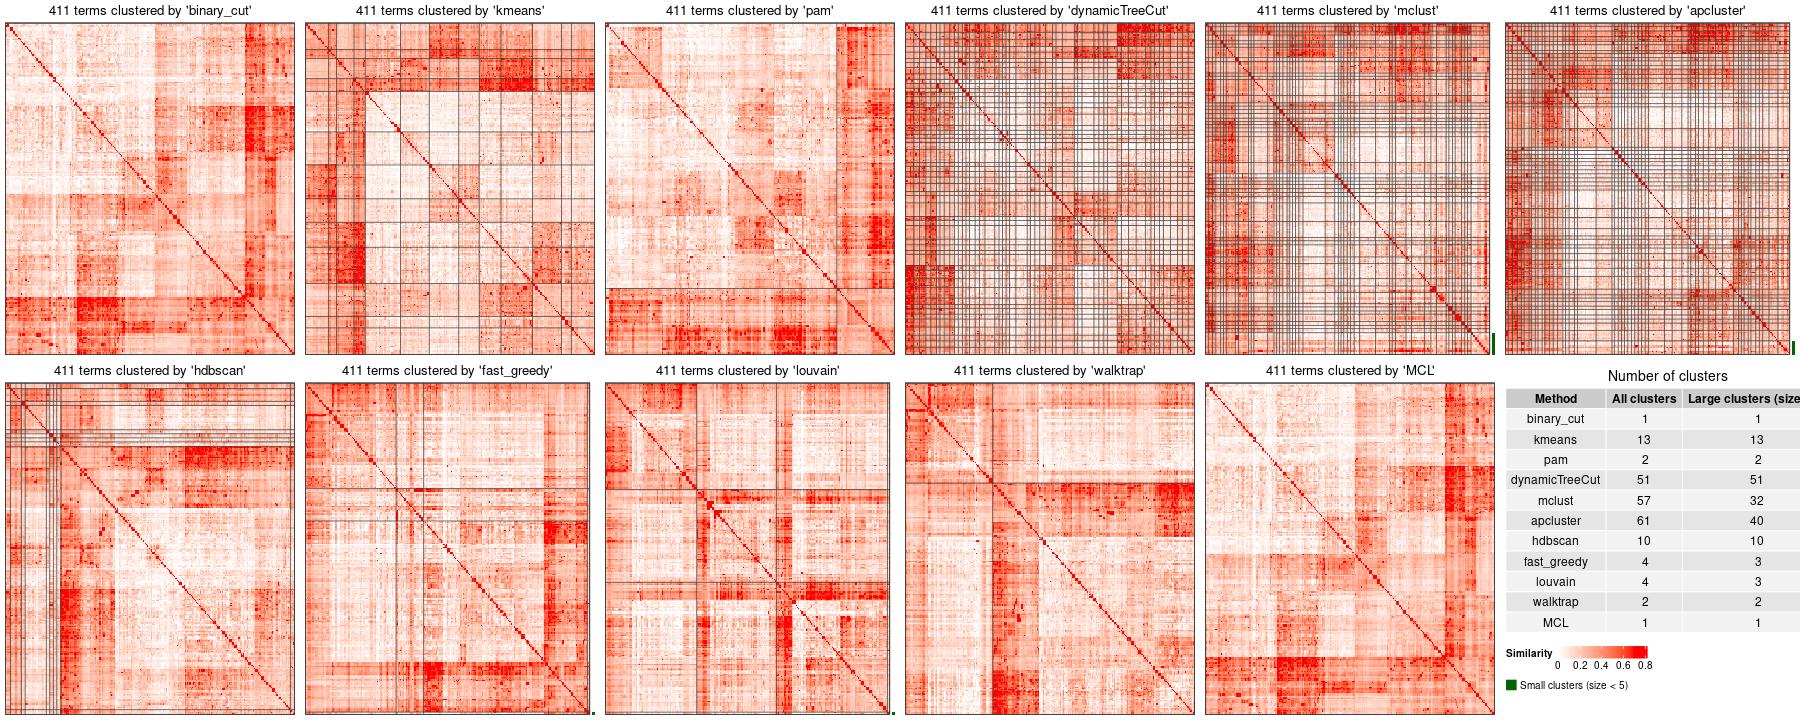 411 terms clustered by 'binary_cut'
411 terms clustered by 'kmeans'
411 terms clustered by 'pam'
411 terms clustered by 'dynamicTreeCut'
411 terms clustered by 'mclust'
411 terms clustered by 'apcluster'
411 terms clustered by 'hdbscan'
411 terms clustered by 'fast_greedy'
411 terms clustered by 'louvain'
411 terms clustered by 'walktrap'
411 terms clustered by 'MCL'
Number of clusters
Method All clusters Large clusters (size
binary_cut 1 1
kmeans 13 13
pam 2 2
dynamicTreeCut 51 51
mclust 57 32
apcluster 61 40
hdbscan 10 10
fast_greedy 4 3
louvain 4 3
walktrap 2 2
MCL 1 1
Similarity
0 0.2 0.4 0.6 0.8
Small clusters (size < 5)